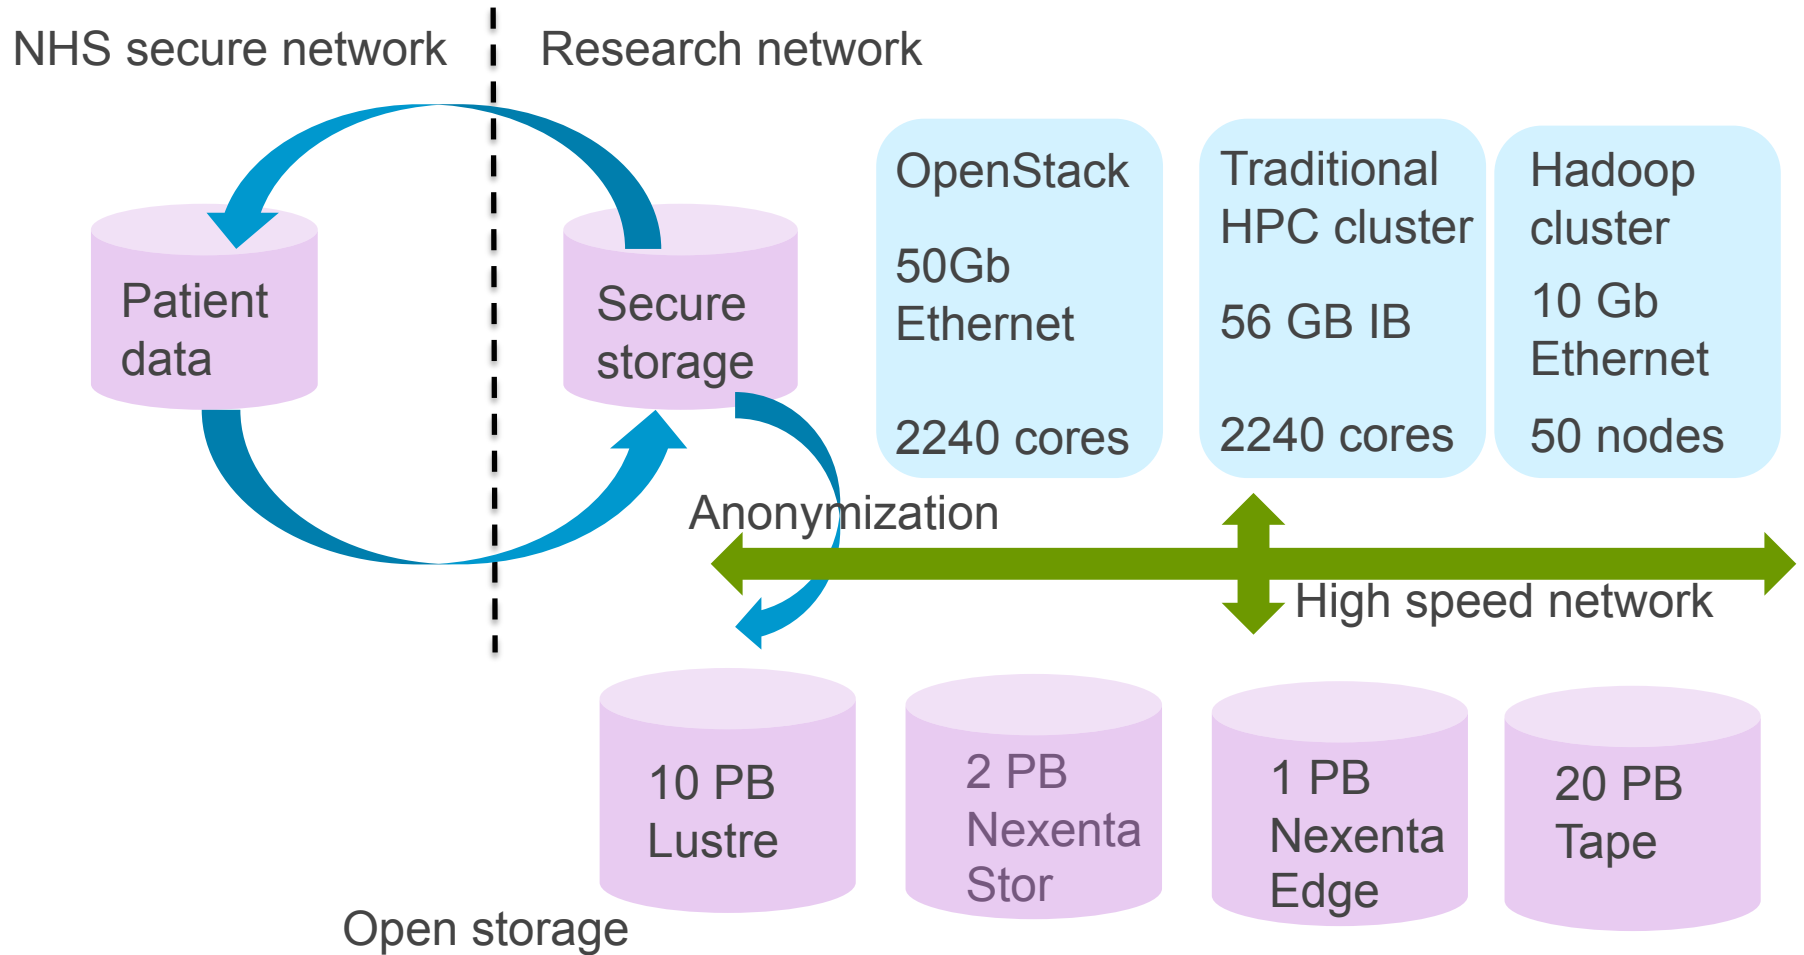 NHS secure network
Research network
Patient
data
Secure
storage
OpenStack
50Gb
Ethernet
2240 cores
Traditional
HPC cluster
56 GB IB
2240 cores
Hadoop
cluster
10 Gb
Ethernet
50 nodes
Anonymization
High speed network
10 PB
Lustre
2 PB
Nexenta
Stor
1 PB
Nexenta
Edge
20 PB
Tape
Open storage